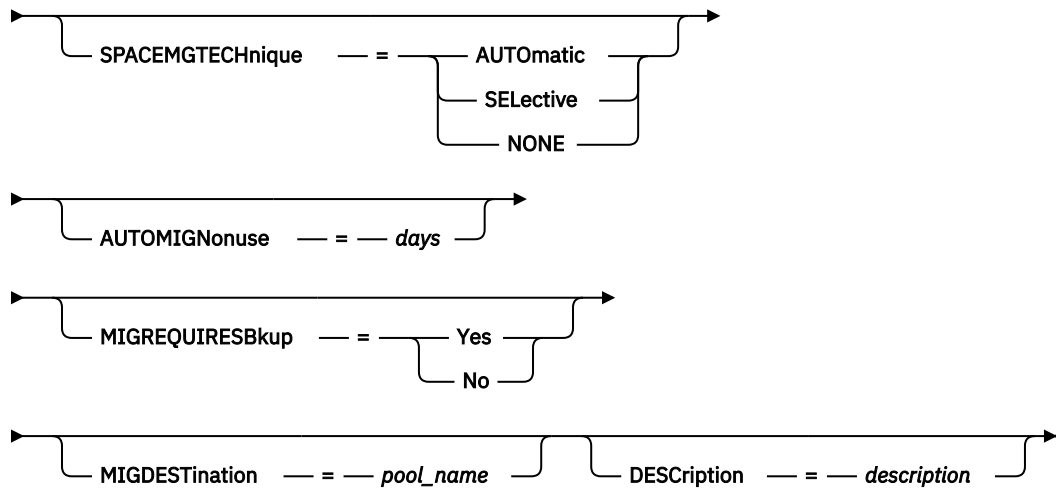 SPACEMGTECHnique = AUTOmatic
SELective
NONE
AUTOMIGNonuse = days
MIGREQUIRESBkup = Yes
No
MIGDESTination = pool_name DESCription = description